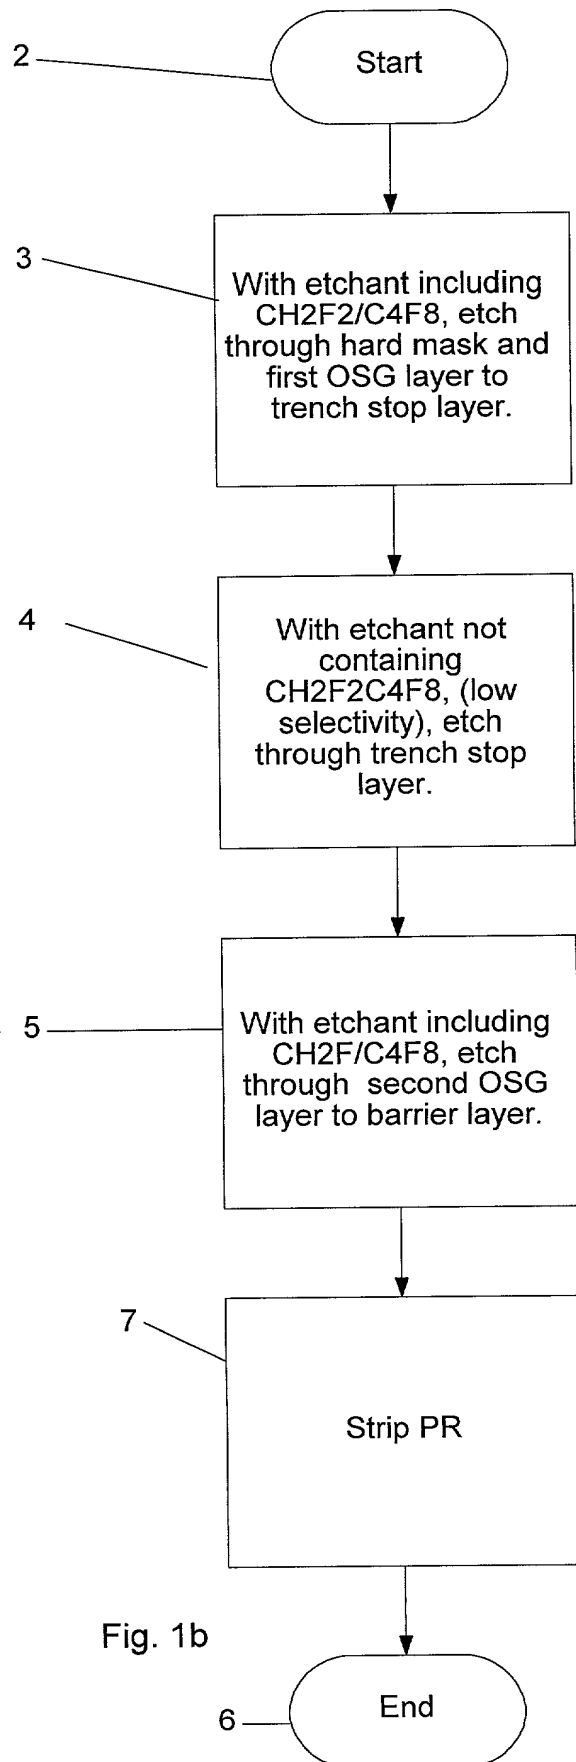 2
Start
3
With etchant including
CH2F2/C4F8, etch
through hard mask and
first OSG layer to
trench stop layer.
4
With etchant not
containing
CH2F2C4F8, (low
selectivity), etch
through trench stop
layer.
5
With etchant including
CH2F/C4F8, etch
through second OSG
layer to barrier layer.
7
Strip PR
Fig. 1b
6
End